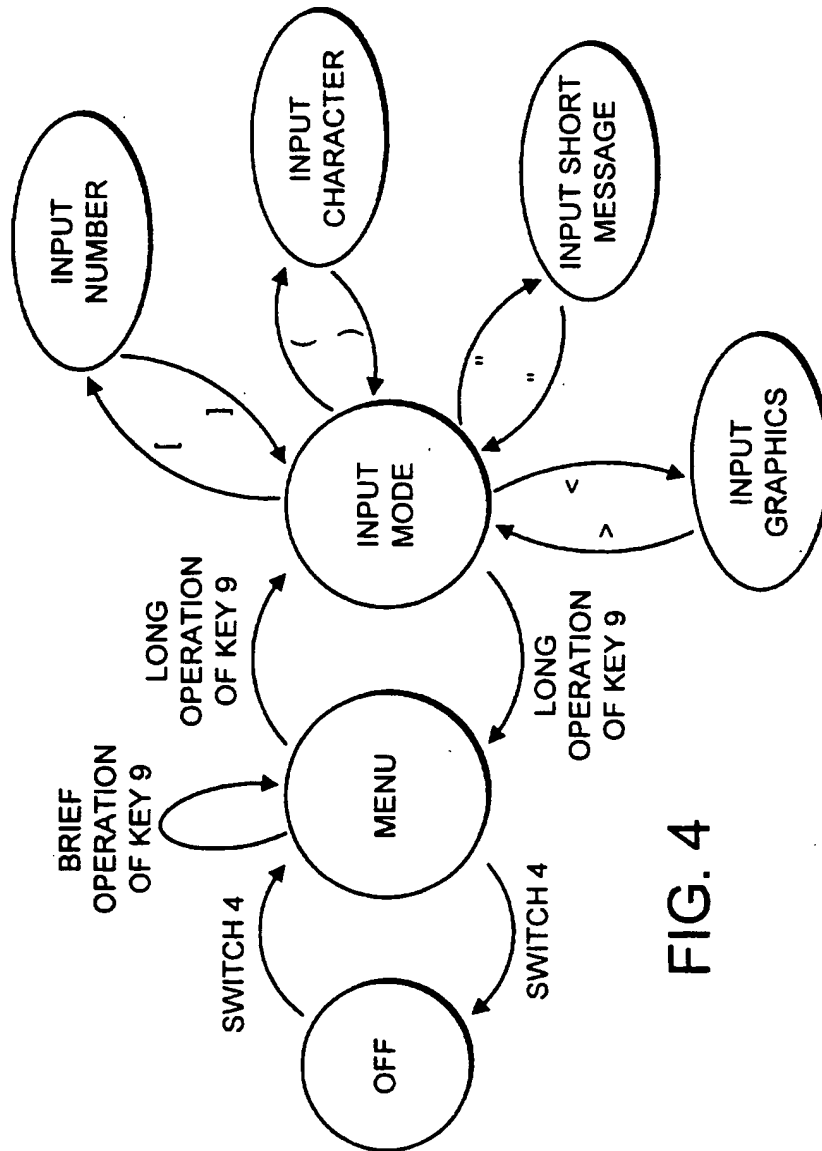 OFF
SWITCH 4
SWITCH 4
BRIEF
OPERATION
OF KEY 9
MENU
LONG
OPERATION
OF KEY 9
LONG
OPERATION
OF KEY 9
INPUT
MODE
[
]
INPUT
NUMBER
(
)
INPUT
CHARACTER
"
"
INPUT SHORT
MESSAGE
<
>
INPUT
GRAPHICS
FIG. 4